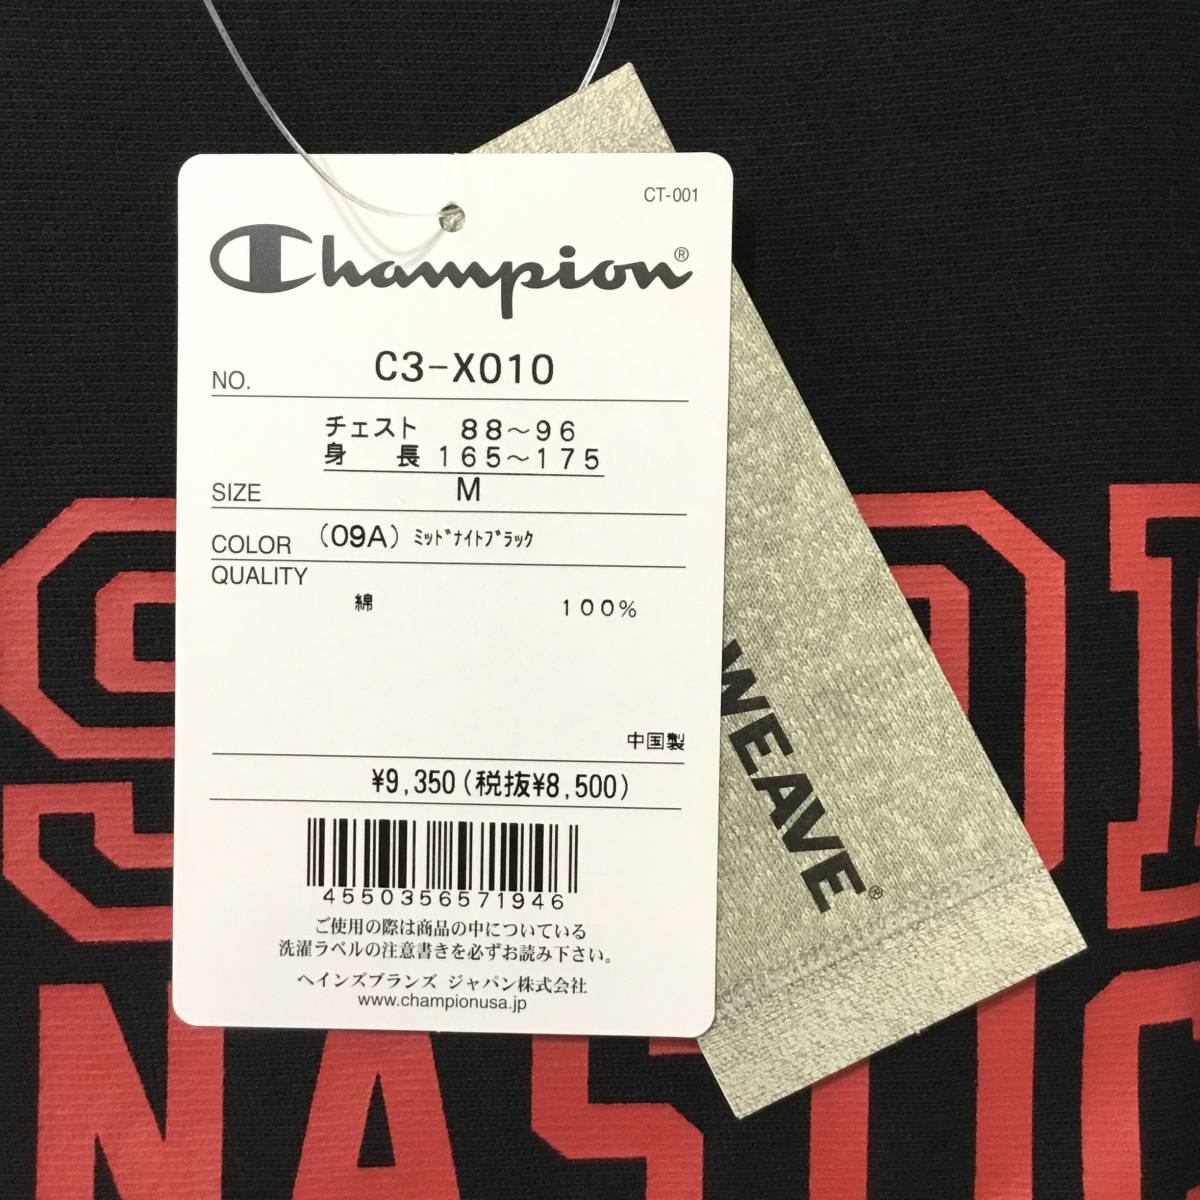 CT-001
Champion®
NO. C3-X010
チェスト 88～96
身 長 165～175
SIZE M
COLOR (09A) ﾐｯﾄﾞﾅｲﾄﾌﾞﾗｯｸ
QUALITY
綿 100%
中国製
¥9,350(税抜¥8,500)
4550356571946
ご使用の際は商品の中についている
洗濯ラベルの注意書きを必ずお読み下さい。
ヘインズブランズ ジャパン株式会社
www.championusa.jp
WEAVE®